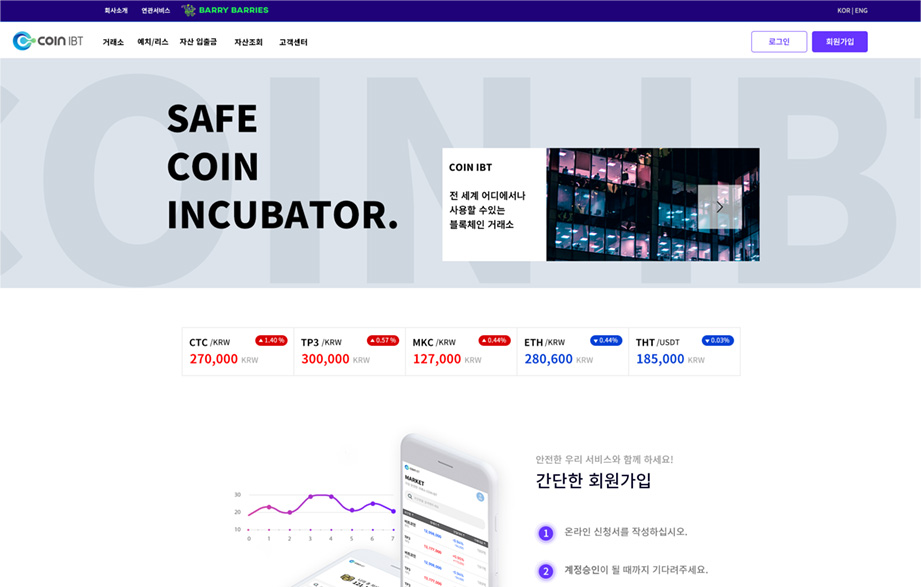 회사소개 연관서비스 BARRY BARRIES KOR | ENG
COIN IBT 거래소 예치/리스 자산 입출금 자산조회 고객센터 로그인 회원가입
COIN IB
SAFE
COIN
INCUBATOR.
COIN IBT
전 세계 어디에서나
사용할 수있는
블록체인 거래소
CTC /KRW 1.40 % TP3 /KRW 0.57 % MKC /KRW 0.44% ETH /KRW 0.44% THT /USDT 0.03%
270,000 KRW 300,000 KRW 127,000 KRW 280,600 KRW 185,000 KRW
안전한 우리 서비스와 함께 하세요!
간단한 회원가입
MARKET
30
20
10
0 1 2 3 4 5 6 7
1 온라인 신청서를 작성하십시오.
2 계정승인이 될 때까지 기다려주세요.